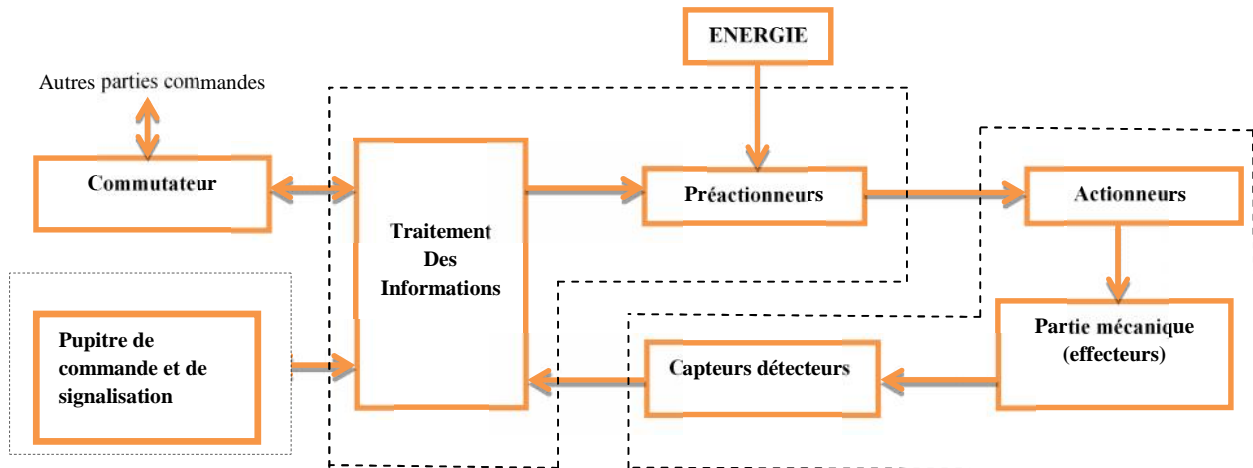 ENERGIE
Autres parties commandes
Commutateur
Préactionneurs
Actionneurs
Traitement
Des
Informations
Pupitre de
commande et de
signalisation
Capteurs détecteurs
Partie mécanique
(effecteurs)